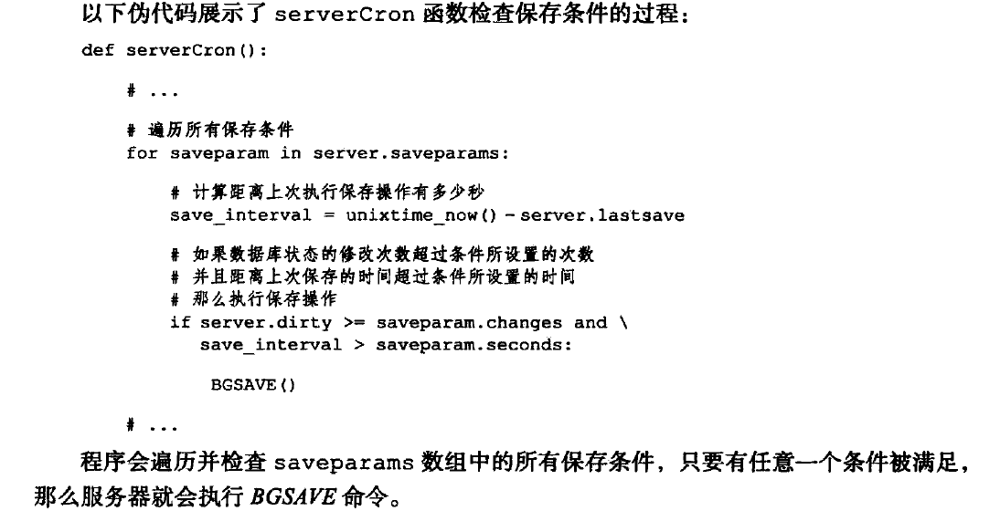 以下伪代码展示了 serverCron 函数检查保存条件的过程：
def serverCron():
# ...
# 遍历所有保存条件
for saveparam in server.saveparams:
# 计算距离上次执行保存操作有多少秒
save_interval = unixtime_now()-server.lastsave
# 如果数据库状态的修改次数超过条件所设置的次数
# 并且距离上次保存的时间超过条件所设置的时间
# 那么执行保存操作
if server.dirty >= saveparam.changes and \
save_interval > saveparam.seconds:
BGSAVE()
# ...
程序会遍历并检查 saveparams 数组中的所有保存条件，只要有任意一个条件被满足，
那么服务器就会执行 BGSAVE 命令。